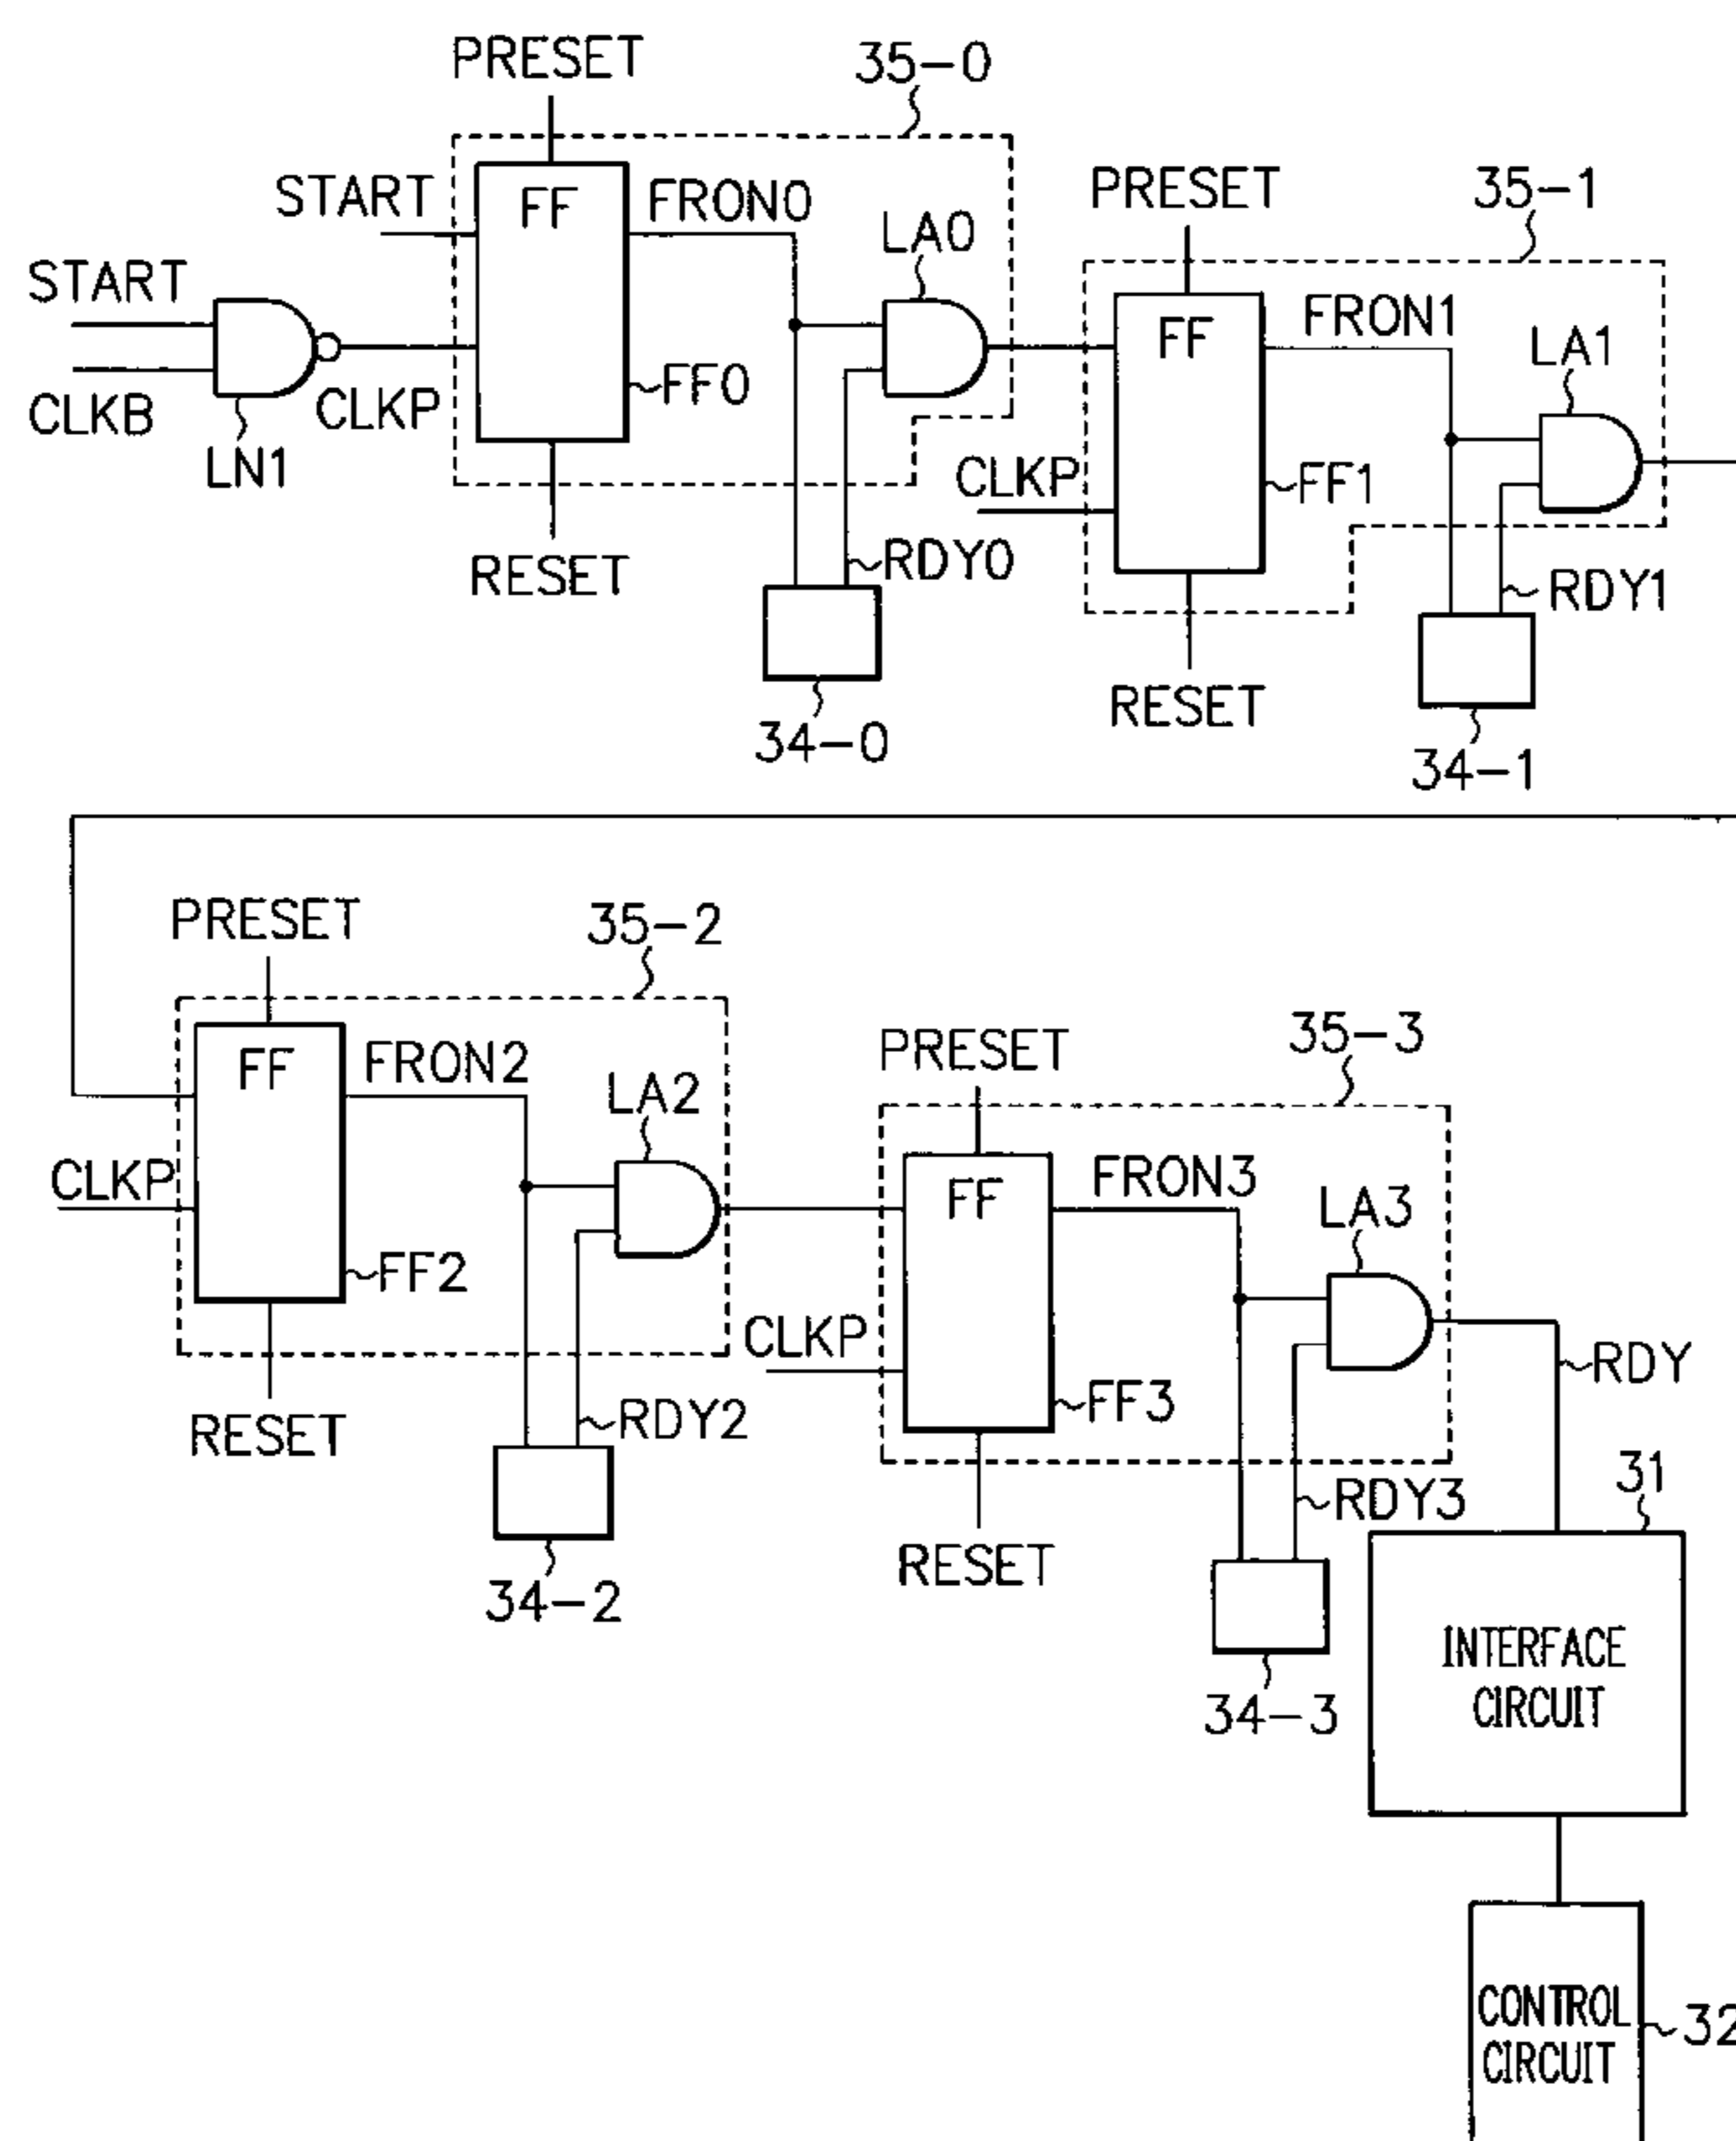 PRESET
35-0
START
FF
FRON0
LA0
PRESET
35-1
START
CLKB
LN1
CLKP
FF0
FF
FRON1
LA1
CLKP
FF1
RESET
RDY0
RDY1
34-0
RESET
34-1
PRESET
35-2
FF
FRON2
LA2
PRESET
35-3
CLKP
FF
FRON3
LA3
FF2
CLKP
FF3
RDY
RESET
RDY2
RDY3
31
34-2
RESET
34-3
INTERFACE
CIRCUIT
CONTROL
CIRCUIT
32